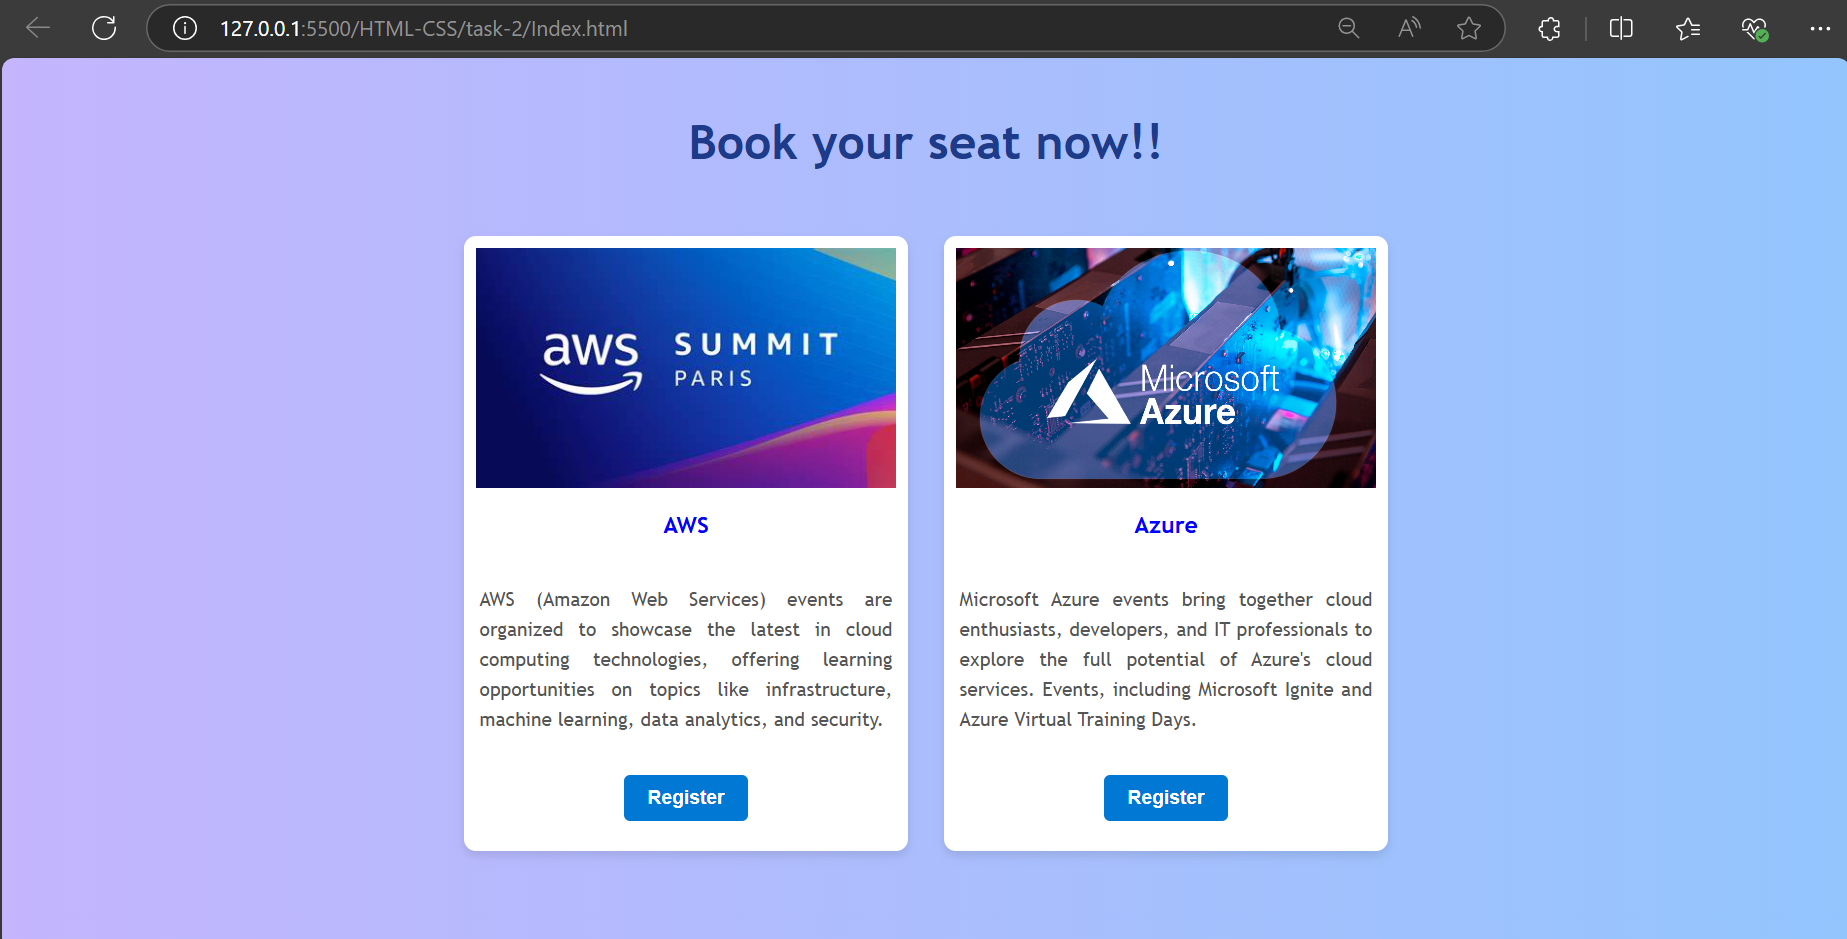 127.0.0.1:5500/HTML-CSS/task-2/Index.html
Book your seat now!!
aws SUMMIT
PARIS
Microsoft
Azure
AWS
Azure
AWS (Amazon Web Services) events are
organized to showcase the latest in cloud
computing technologies, offering learning
opportunities on topics like infrastructure,
machine learning, data analytics, and security.
Microsoft Azure events bring together cloud
enthusiasts, developers, and IT professionals to
explore the full potential of Azure's cloud
services. Events, including Microsoft Ignite and
Azure Virtual Training Days.
Register
Register